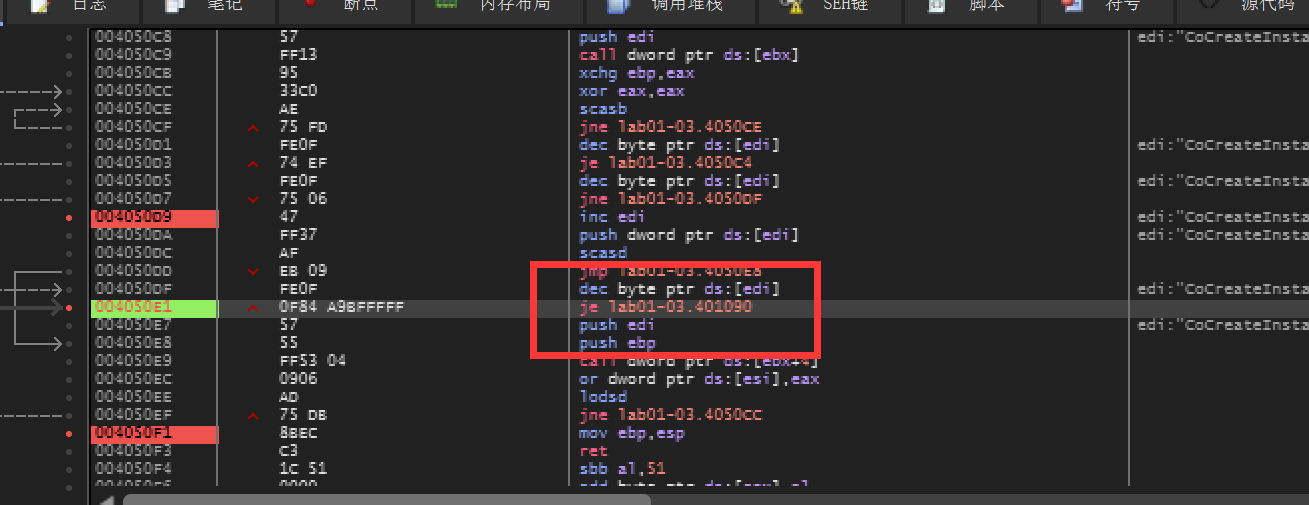 日志 笔记 断点 内存布局 调用堆栈 SEH链 脚本 符号 源代码
004050C8 57 push edi edi:"CoCreateInsta
004050C9 FF13 call dword ptr ds:[ebx]
004050CB 95 xchg ebp,eax
004050CC 33C0 xor eax,eax
004050CE AE scasb
004050CF 75 FD jne lab01-03.4050CE
004050D1 FE0F dec byte ptr ds:[edi] edi:"CoCreateInsta
004050D3 74 EF je lab01-03.4050C4
004050D5 FE0F dec byte ptr ds:[edi] edi:"CoCreateInsta
004050D7 75 06 jne lab01-03.4050DF
004050D9 47 inc edi edi:"CoCreateInsta
004050DA FF37 push dword ptr ds:[edi] edi:"CoCreateInsta
004050DC AF scasd
004050DD EB 09 jmp lab01-03.4050E8
004050DF FE0F dec byte ptr ds:[edi] edi:"CoCreateInsta
004050E1 0F84 A9BFFFFF je lab01-03.401090
004050E7 57 push edi edi:"CoCreateInsta
004050E8 55 push ebp
004050E9 FF53 04 call dword ptr ds:[ebx+4]
004050EC 0906 or dword ptr ds:[esi],eax
004050EE AD lodsd
004050EF 75 DB jne lab01-03.4050CC
004050F1 8BEC mov ebp,esp
004050F3 C3 ret
004050F4 1C 51 sbb al,51